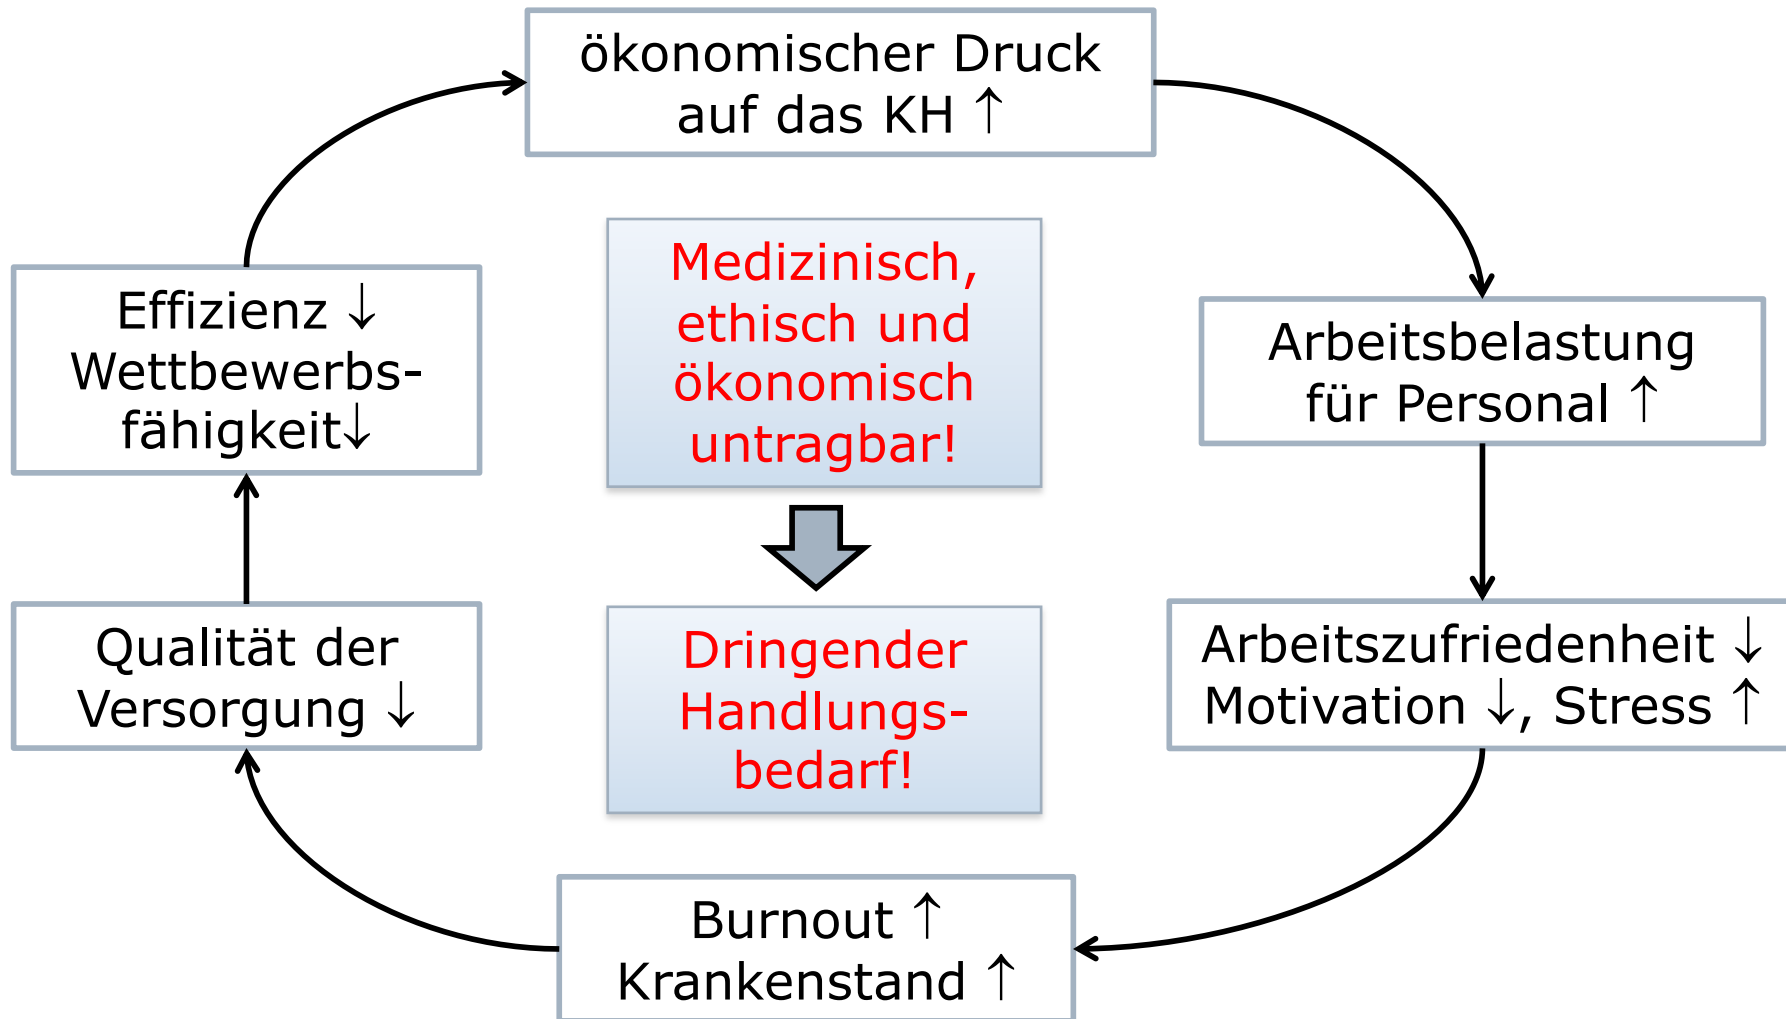 ökonomischer Druck
auf das KH ↑
Arbeitsbelastung
für Personal ↑
Arbeitszufriedenheit ↓
Motivation ↓, Stress ↑
Burnout ↑
Krankenstand ↑
Qualität der
Versorgung ↓
Effizienz ↓
Wettbewerbs-
fähigkeit↓
Medizinisch,
ethisch und
ökonomisch
untragbar!
Dringender
Handlungs-
bedarf!